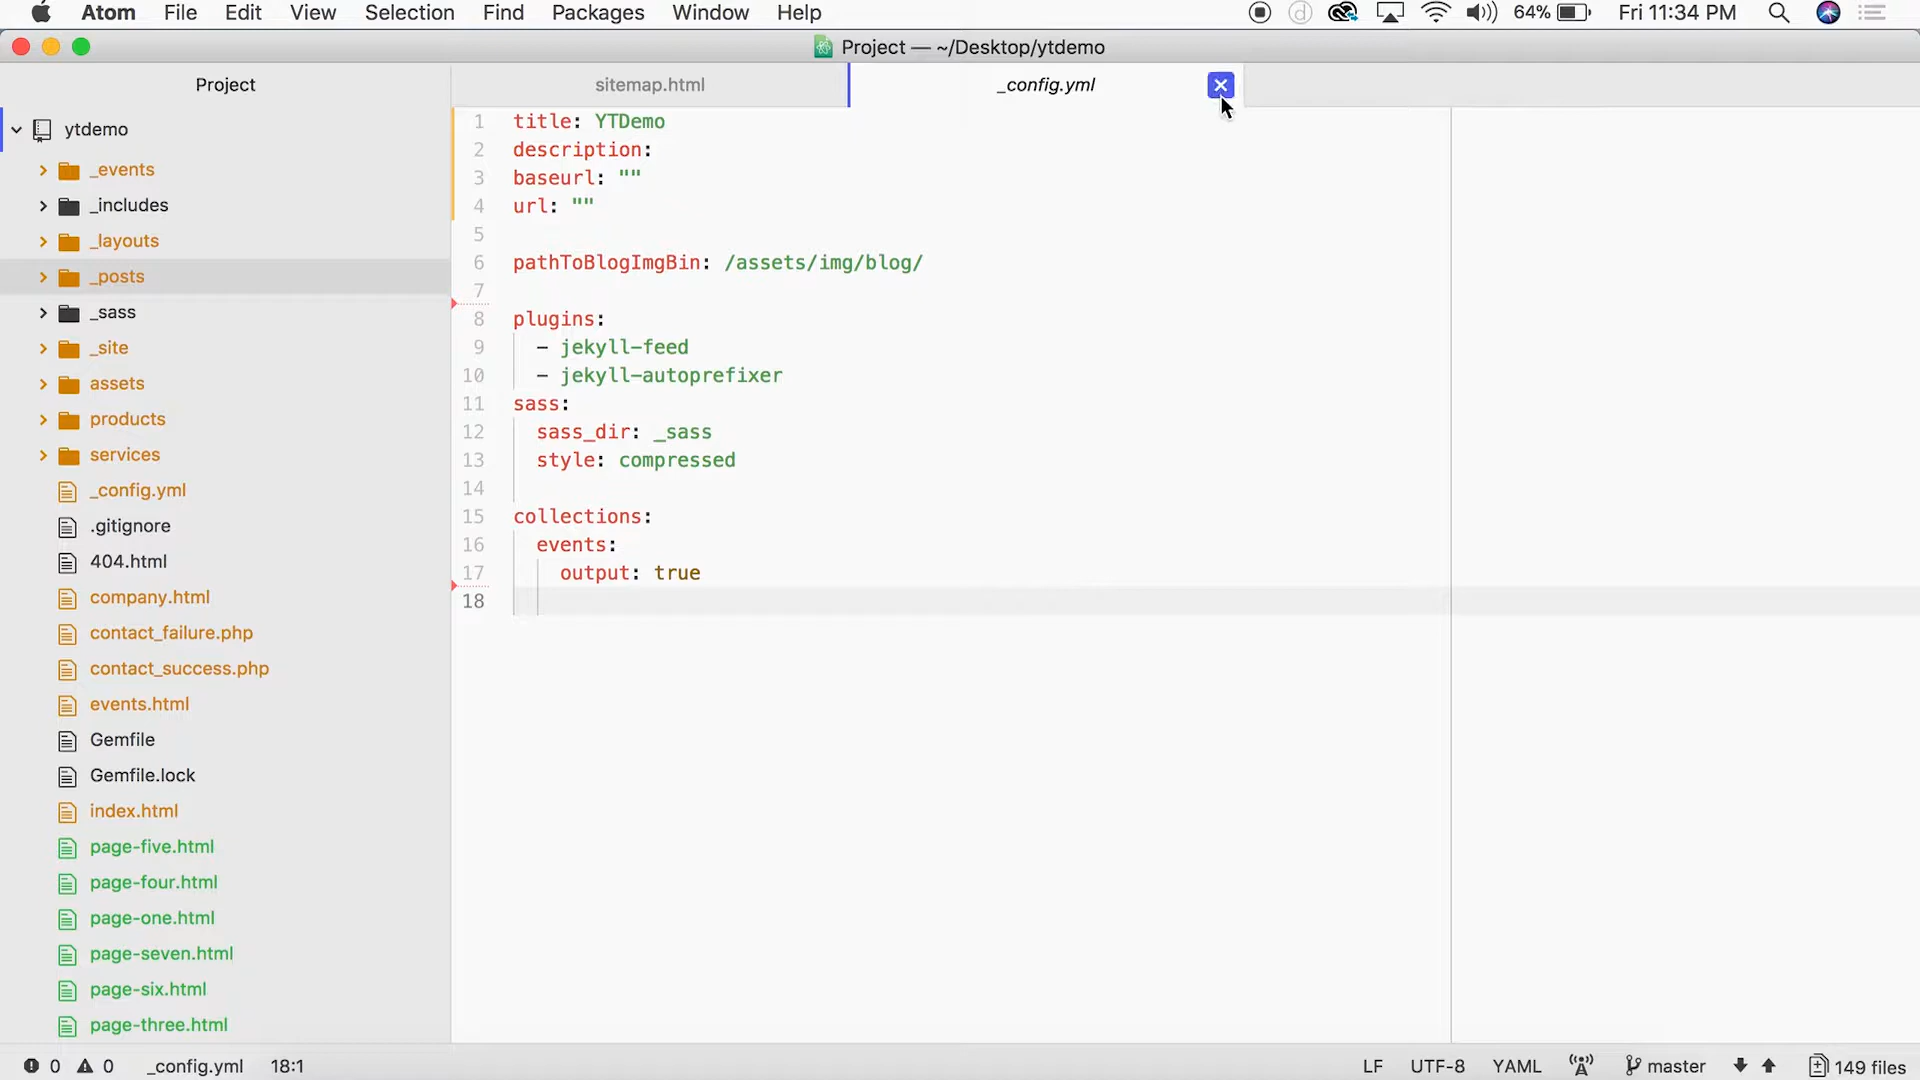 Atom File Edit View Selection Find Packages Window Help 64% Fri 11:34 PM
Project — ~/Desktop/ytdemo
Project
sitemap.html
_config.yml
ytdemo
_events
_includes
_layouts
_posts
_sass
_site
assets
products
services
_config.yml
.gitignore
404.html
company.html
contact_failure.php
contact_success.php
events.html
Gemfile
Gemfile.lock
index.html
page-five.html
page-four.html
page-one.html
page-seven.html
page-six.html
page-three.html
1 title: YTDemo
2 description:
3 baseurl: ""
4 url: ""
5
6 pathToBlogImgBin: /assets/img/blog/
7
8 plugins:
9 - jekyll-feed
10 - jekyll-autoprefixer
11 sass:
12 sass_dir: _sass
13 style: compressed
14
15 collections:
16 events:
17 output: true
18
0 0 _config.yml 18:1 LF UTF-8 YAML master 149 files